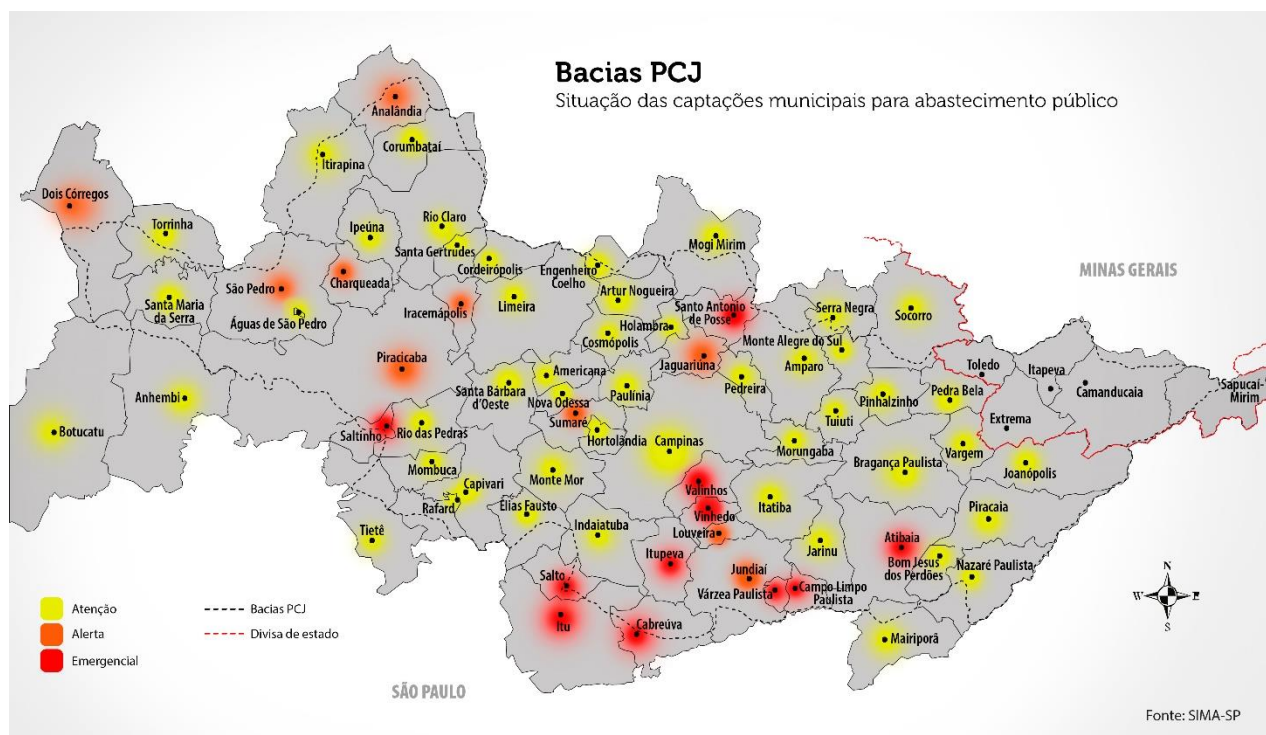 Bacias PCJ
Situação das captações municipais para abastecimento público
Analândia
Corumbataí
Itirapina
Dois Córregos
Torrinha
Ipeúna
Rio Claro
Santa Gertrudes
Cordeirópolis
Engenheiro
Coelho
Mogi Mirim
MINAS GERAIS
São Pedro
Charqueada
Santa Maria
da Serra
Águas de São Pedro
Iracemápolis
Limeira
Artur Nogueira
Santo Antonio
de Posse
Holambra
Cosmópolis
Serra Negra
Socorro
Monte Alegre do Sul
Amparo
Jaguariuna
Pedreira
Piracicaba
Americana
Santa Bárbara
d'Oeste
Nova Odessa
Paulínia
Sumaré
Hortolândia
Toledo
Itapeva
Camanducaia
Sapucaí-
Mirim
Extrema
Pinhalzinho
Pedra Bela
Tuiuti
Anhembi
Botucatu
Saltinho
Rio das Pedras
Mombuca
Campinas
Morungaba
Vargem
Bragança Paulista
Joanópolis
Monte Mor
Capivari
Rafard
Elias Fausto
Valinhos
Vinhedo
Louveira
Itatiba
Piracaia
Tietê
Indaiatuba
Itupeva
Jarinu
Atibaia
Bom Jesus
dos Perdões
Nazaré Paulista
Salto
Jundiaí
Várzea Paulista
Campo Limpo
Paulista
Itu
Cabreúva
Mairiporã
N
W
E
S
Atenção
Alerta
Emergencial
Bacias PCJ
Divisa de estado
SÃO PAULO
Fonte: SIMA-SP